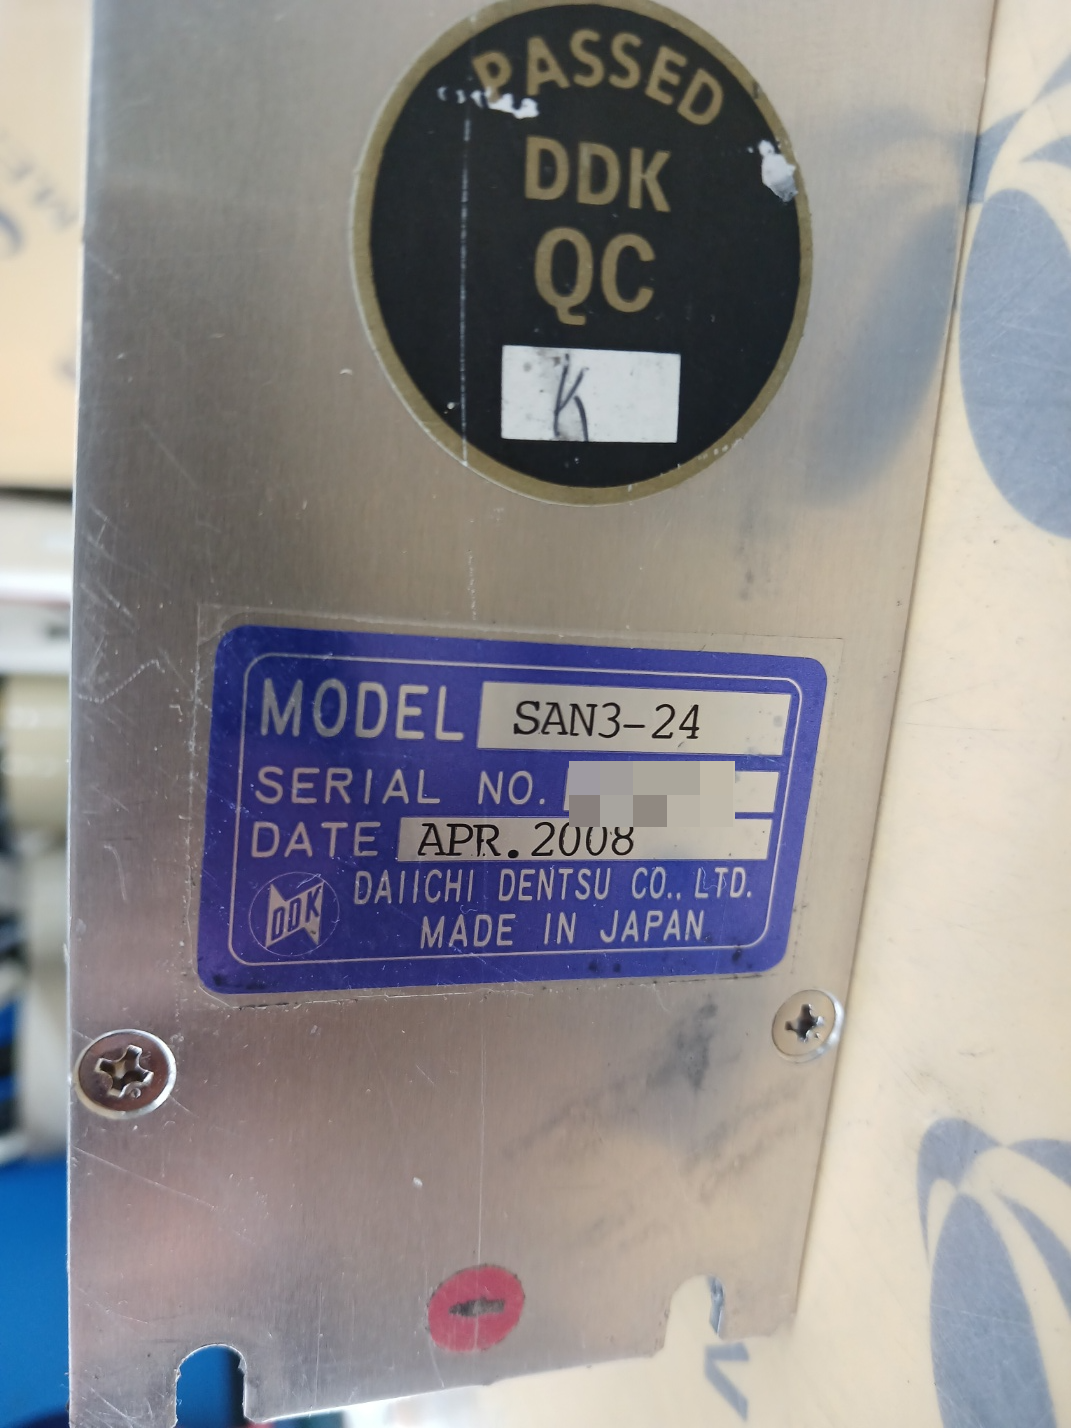 PASSED
DDK
QC
K
MODEL SAN3-24
SERIAL NO.
DATE APR.2008
DDK
DAIICHI DENTSU CO., LTD.
MADE IN JAPAN